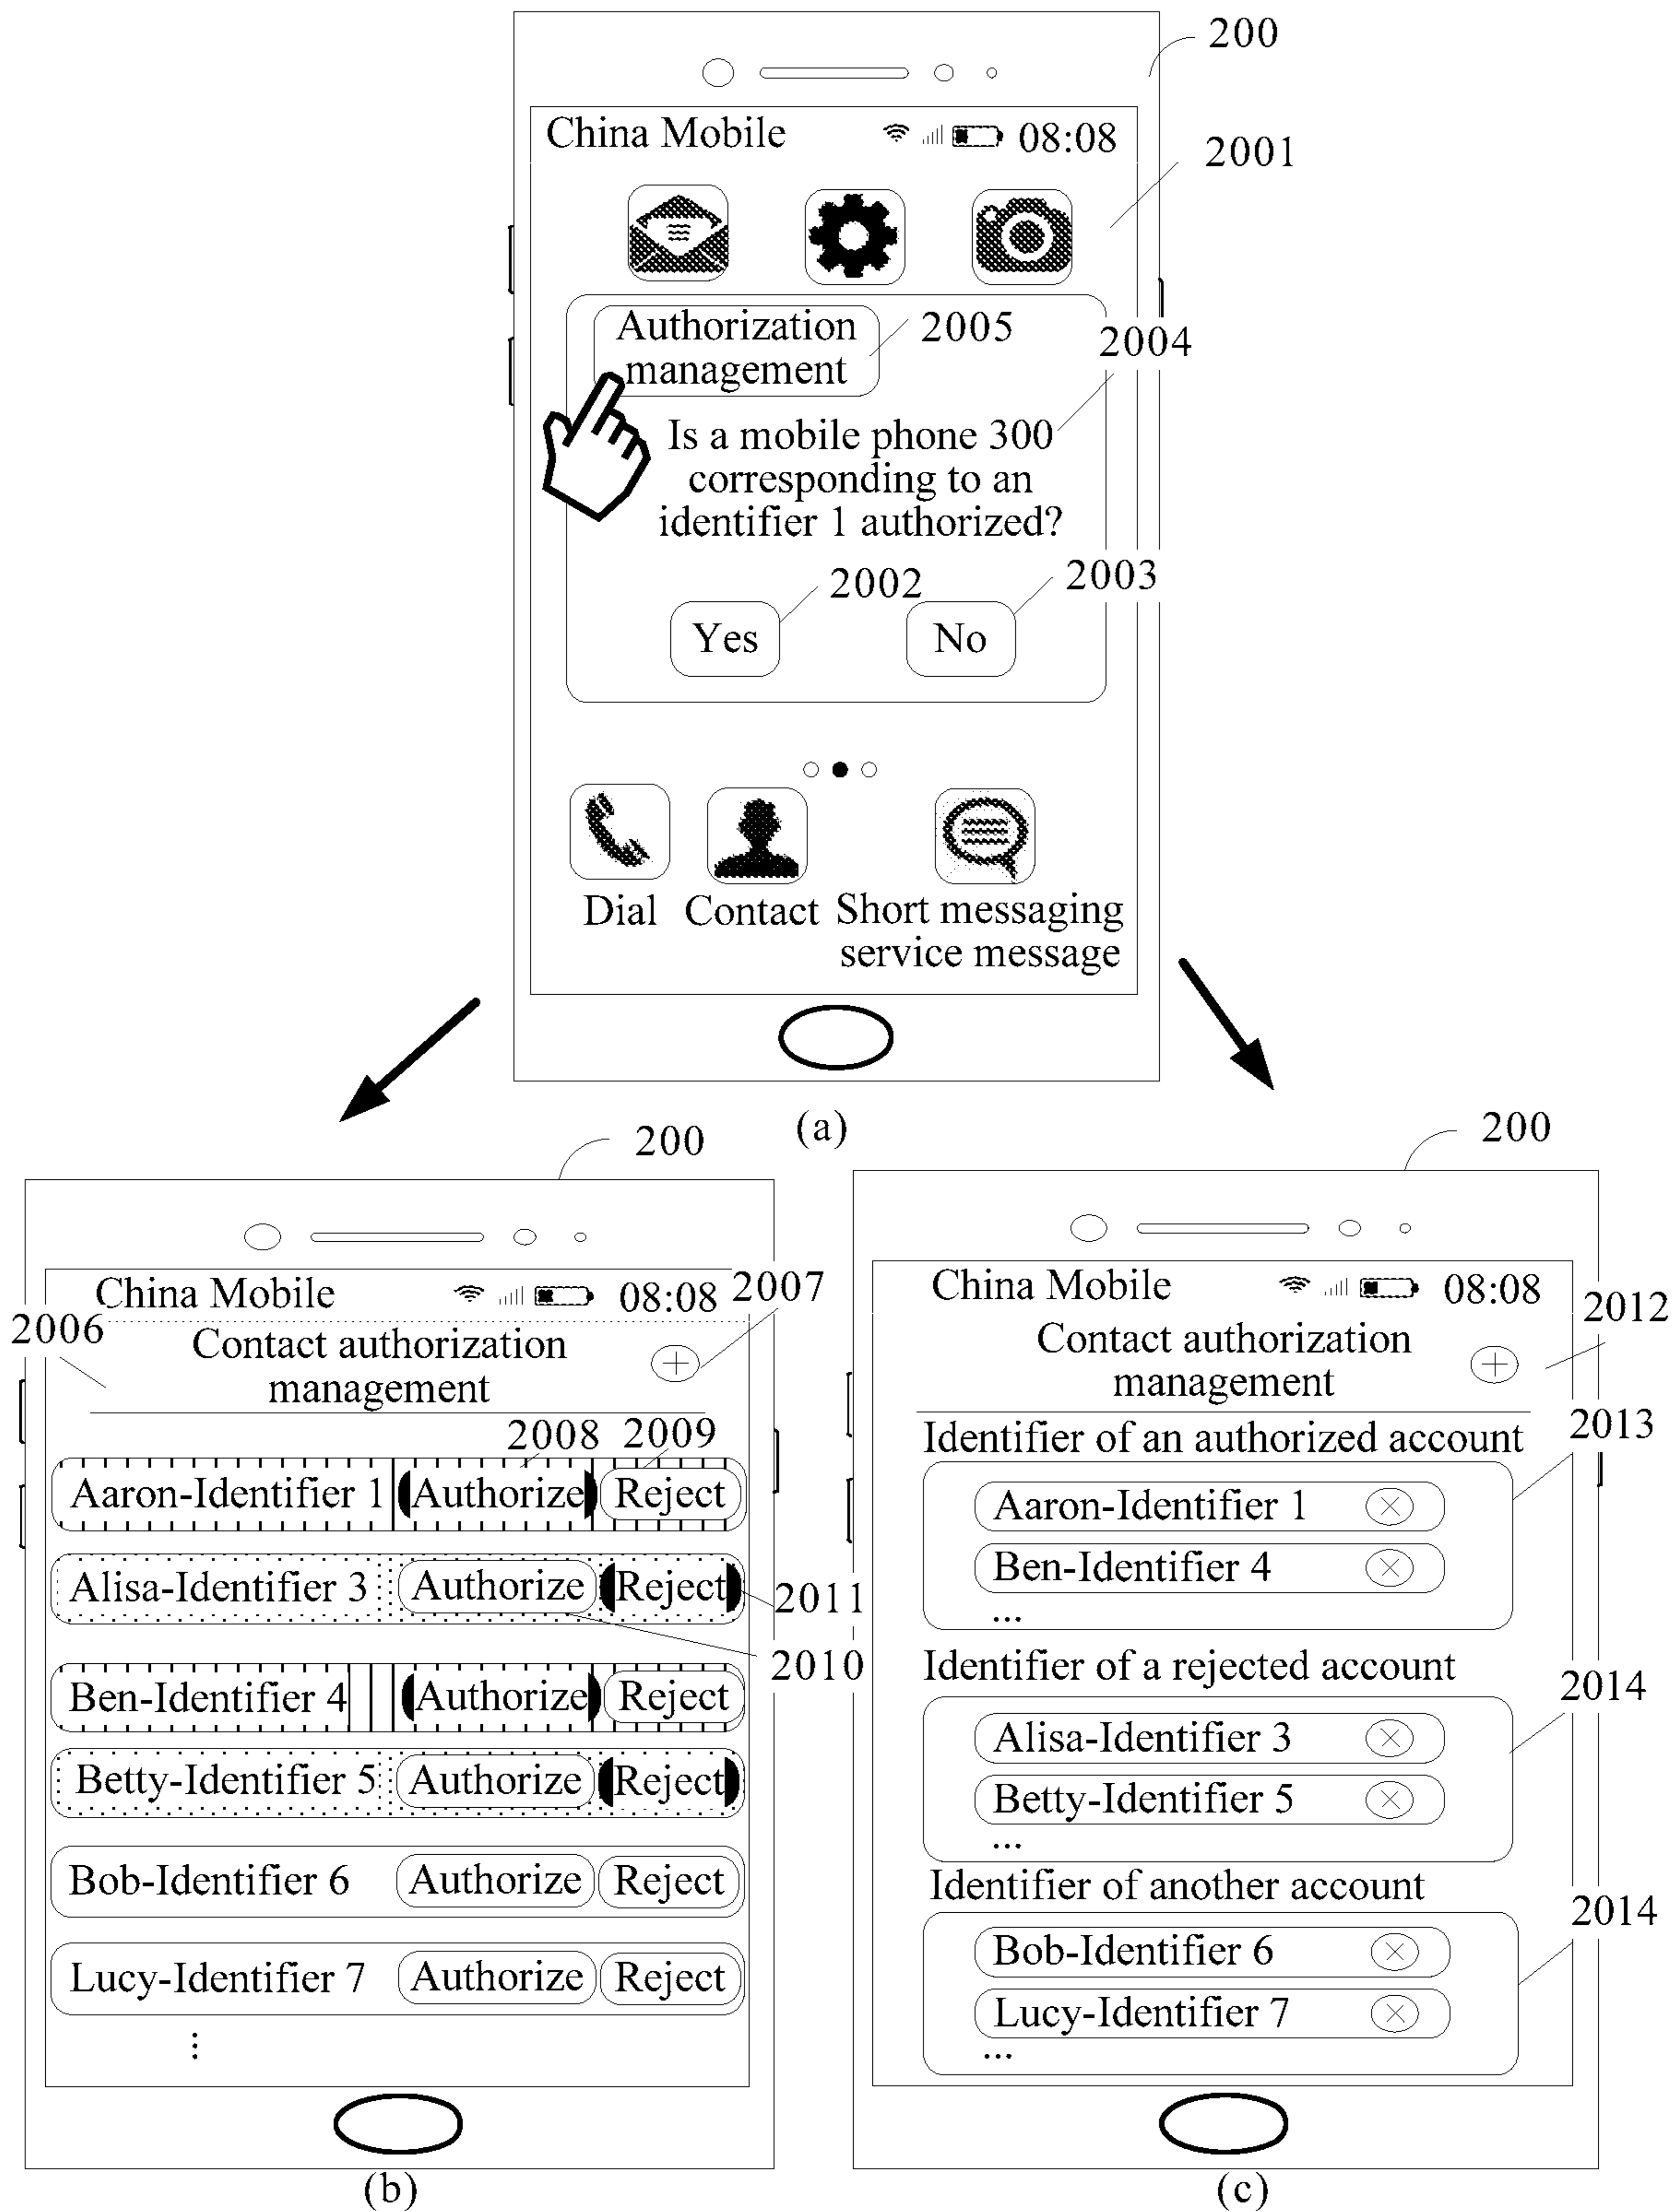 200
China Mobile 08:08
2001
Authorization
management
2005
2004
Is a mobile phone 300
corresponding to an
identifier 1 authorized?
2002
2003
Yes
No
Dial
Contact
Short messaging
service message
(a)
200
China Mobile 08:08
2007
2006
Contact authorization
management
2008
2009
Aaron-Identifier 1 Authorize Reject
Alisa-Identifier 3 Authorize Reject
2011
2010
Ben-Identifier 4 Authorize Reject
Betty-Identifier 5 Authorize Reject
Bob-Identifier 6 Authorize Reject
Lucy-Identifier 7 Authorize Reject
...
(b)
200
China Mobile 08:08
2012
Contact authorization
management
2013
Identifier of an authorized account
Aaron-Identifier 1
Ben-Identifier 4
...
Identifier of a rejected account
2014
Alisa-Identifier 3
Betty-Identifier 5
...
Identifier of another account
2014
Bob-Identifier 6
Lucy-Identifier 7
...
(c)